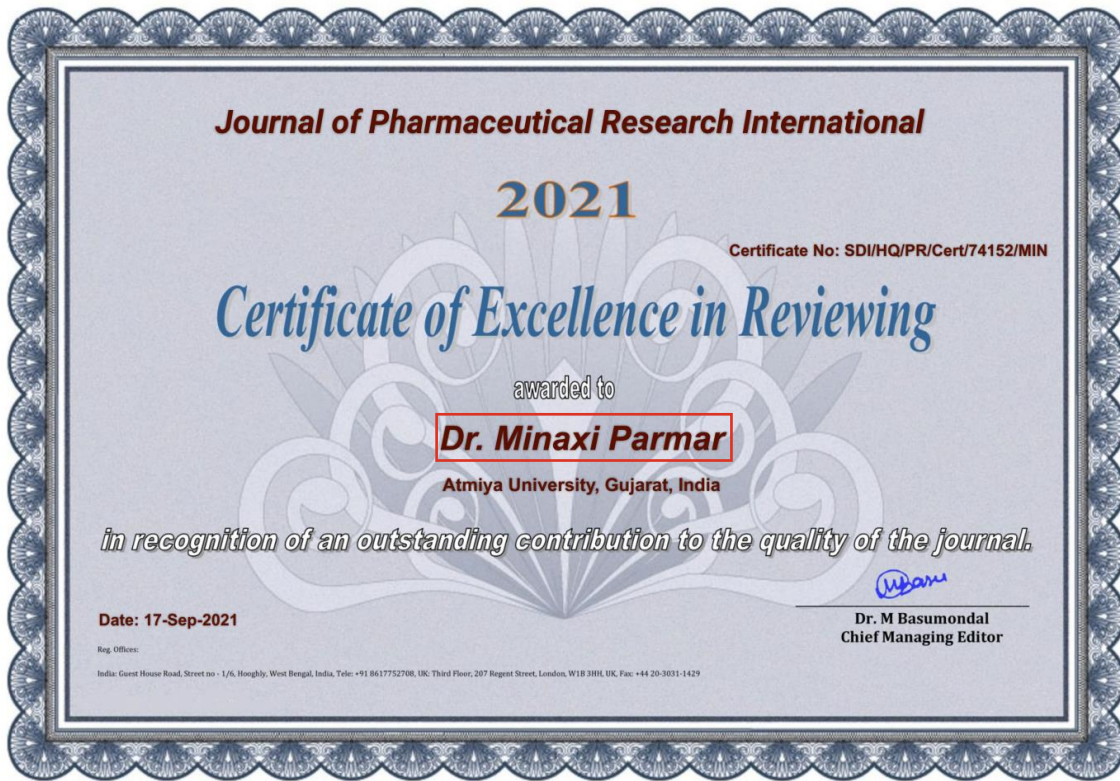 Journal of Pharmaceutical Research International
2021
Certificate No: SDI/HQ/PR/Cert/74152/MIN
Certificate of Excellence in Reviewing
awarded to
Dr. Minaxi Parmar
Atmiya University, Gujarat, India
in recognition of an outstanding contribution to the quality of the journal.
MBasu
Date: 17-Sep-2021
Dr. M Basumondal
Chief Managing Editor
Reg. Offices:
India: Guest House Road, Street no - 1/6, Hooghly, West Bengal, India, Tele: +91 8617752708, UK: Third Floor, 207 Regent Street, London, W1B 3HH, UK, Fax: +44 20-3031-1429